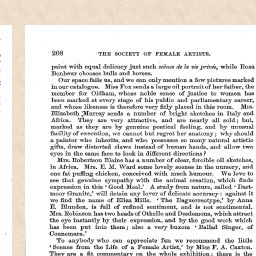 208 THE SOCIETY OF FEMALE ARTISTS.
paint with equal delicacy just such scènes de la vie privée, while Rosa
Bonheur chooses bulls and horses.
Our space fails us, and we can only mention a few pictures marked
in our catalogue. Miss Fox sends a large oil portrait of her father, the
member for Oldham, whose noble sense of justice to women has
been marked at every stage of his public and parliamentary career,
and whose likeness is therefore very fitly placed in this room. Mrs.
Elizabeth Murray sends a number of bright sketches in Italy and
Africa. They are very attractive, and are nearly all sold; but,
marked as they are by genuine poetical feeling, and by unusual
facility of execution, we cannot but regret her anatomy; why should
a painter who inherits, and who possesses so many natural artistic
gifts, draw distorted claws instead of human hands, and allow two
eyes in the same face to look in different directions?
Mrs. Robertson Blaine has a number of clear, forcible oil sketches,
in Africa. Mrs. E. M. Ward some lovely scenes in the nursery, and
one fat puffing chicken, conceived with much humour. We love to
see that genuine sympathy with the animal creation, which finds
expression in this 'Good Meal.' A study from nature, called 'Dart-
moor Granite,' will detain any lover of delicate accuracy: against it
we find the name of Eliza Mills. 'The Daguerreotype,' by Anna
E. Blunden, is full of refined sentiment, and is not sentimental.
Mrs. Robinson has two heads of Othello and Desdemona, which attract
the eye instantly by their expression, and by the good work which
has been put into them; also a very buxom 'Ballad Singer, of
Connemara.'
To anybody who can appreciate fun we recommend the little
'Scenes from the Life of a Female Artist,' by Miss F. A. Caxton.
They are a fit commentary on the whole exhibition; there is the